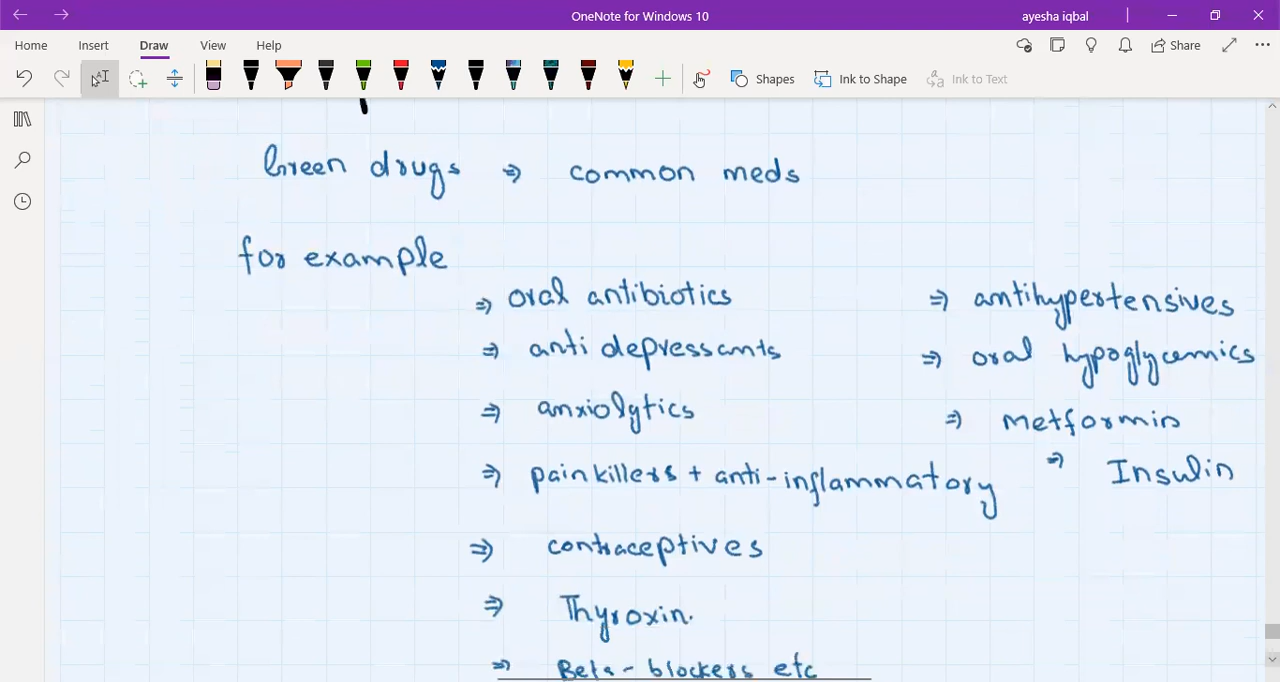 OneNote for Windows 10
ayesha iqbal
Home Insert Draw View Help
Share
Shapes Ink to Shape Ink to Text
Green drugs ⇒ common meds
for example
⇒ oral antibiotics
⇒ anti depressants
⇒ anxiolytics
⇒ painkillers + anti-inflammatory
⇒ contraceptives
⇒ Thyroxin.
⇒ Beta-blockers etc
⇒ antihypertensives
⇒ oral hypoglycemics
⇒ metformin
⇒ Insulin